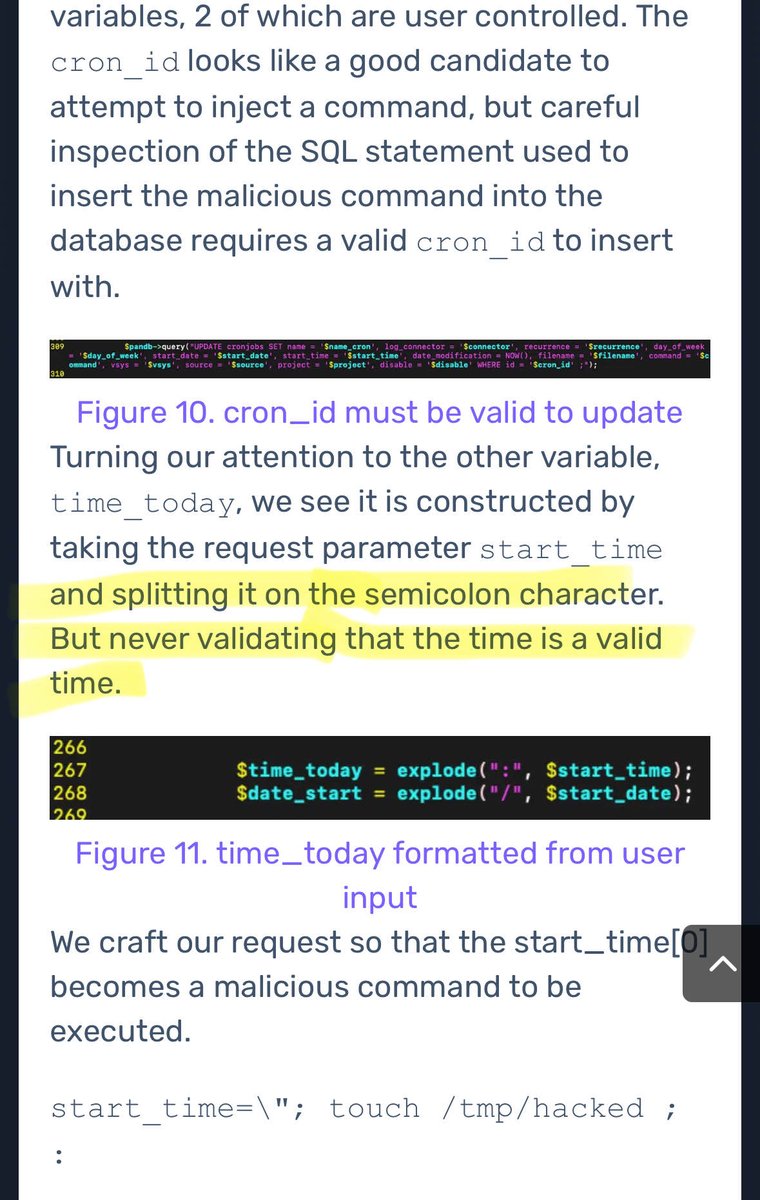 variables, 2 of which are user controlled. The
cron_id looks like a good candidate to
attempt to inject a command, but careful
inspection of the SQL statement used to
insert the malicious command into the
database requires a valid cron_id to insert
with.
309 $pandb->query("UPDATE cronjobs SET name = '$name_cron', log_connector = '$connector', recurrence = '$recurrence', day_of_week
= '$day_of_week', start_date = '$start_date', start_time = '$start_time', date_modification = NOW(), filename = '$filename', command = '$c
ommand', vsys = '$vsys', source = '$source', project = '$project', disable = '$disable' WHERE id = '$cron_id' ;");
310
Figure 10. cron_id must be valid to update
Turning our attention to the other variable,
time_today, we see it is constructed by
taking the request parameter start_time
and splitting it on the semicolon character.
But never validating that the time is a valid
time.
266
267 $time_today = explode(":", $start_time);
268 $date_start = explode("/", $start_date);
269
Figure 11. time_today formatted from user
input
We craft our request so that the start_time[0]
becomes a malicious command to be
executed.
start_time=\"; touch /tmp/hacked ;
: